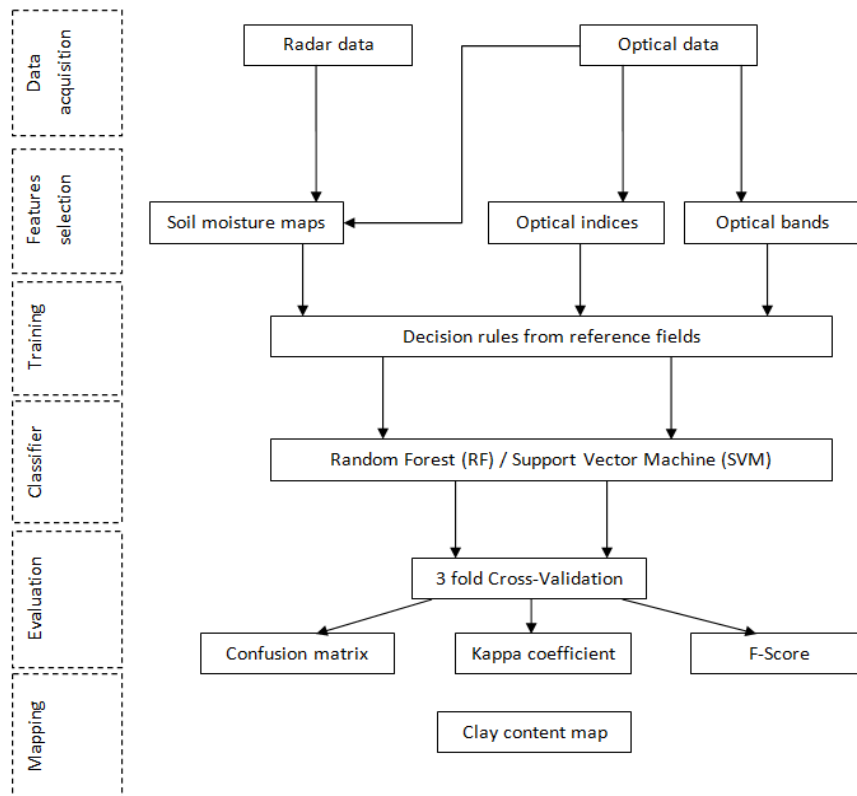 Data
acquisition
Radar data
Optical data
Features
selection
Soil moisture maps
Optical indices
Optical bands
Training
Decision rules from reference fields
Classifier
Random Forest (RF) / Support Vector Machine (SVM)
Evaluation
3 fold Cross-Validation
Confusion matrix
Kappa coefficient
F-Score
Mapping
Clay content map